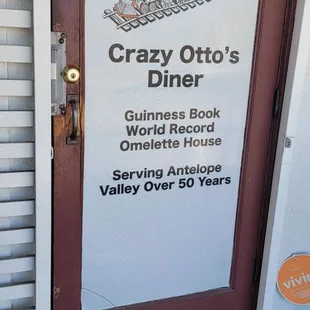 Crazy Otto's
Diner
Guinness Book
World Record
Omelette House
Serving Antelope
Valley Over 50 Years